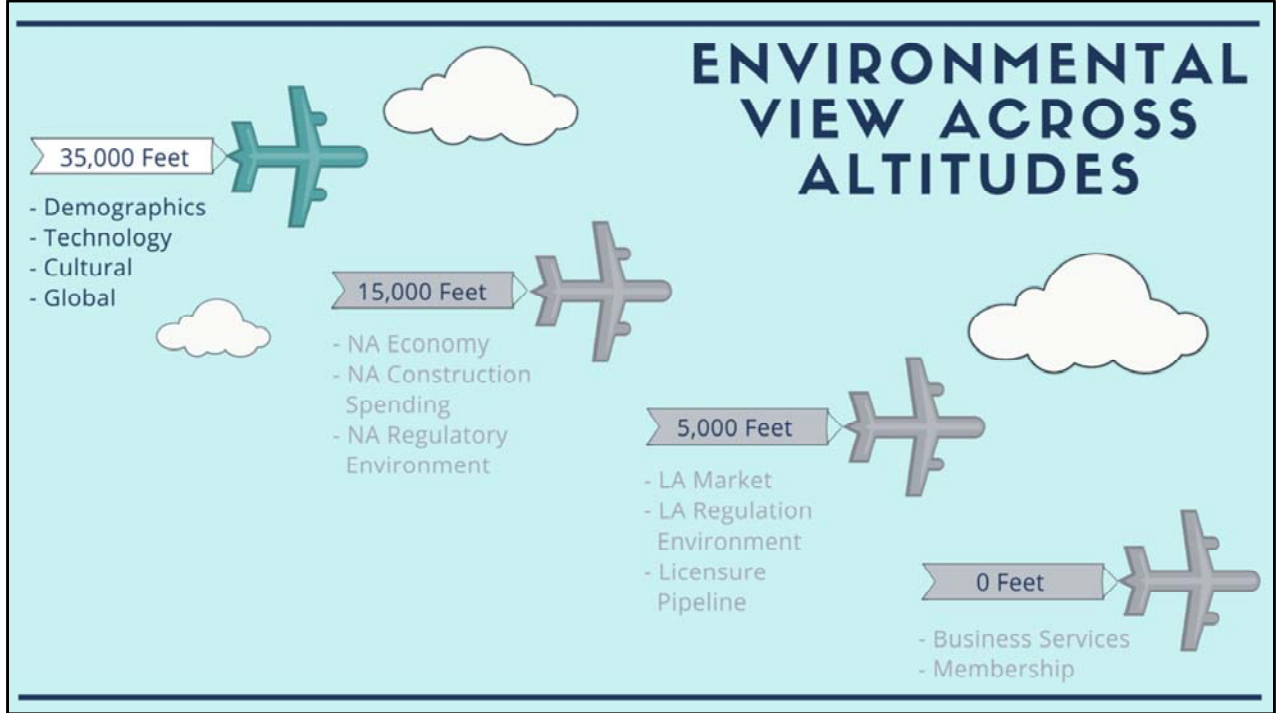 ENVIRONMENTAL
VIEW ACROSS
ALTITUDES
35,000 Feet
- Demographics
- Technology
- Cultural
- Global
15,000 Feet
- NA Economy
- NA Construction
Spending
- NA Regulatory
Environment
5,000 Feet
- LA Market
- LA Regulation
Environment
- Licensure
Pipeline
0 Feet
- Business Services
- Membership